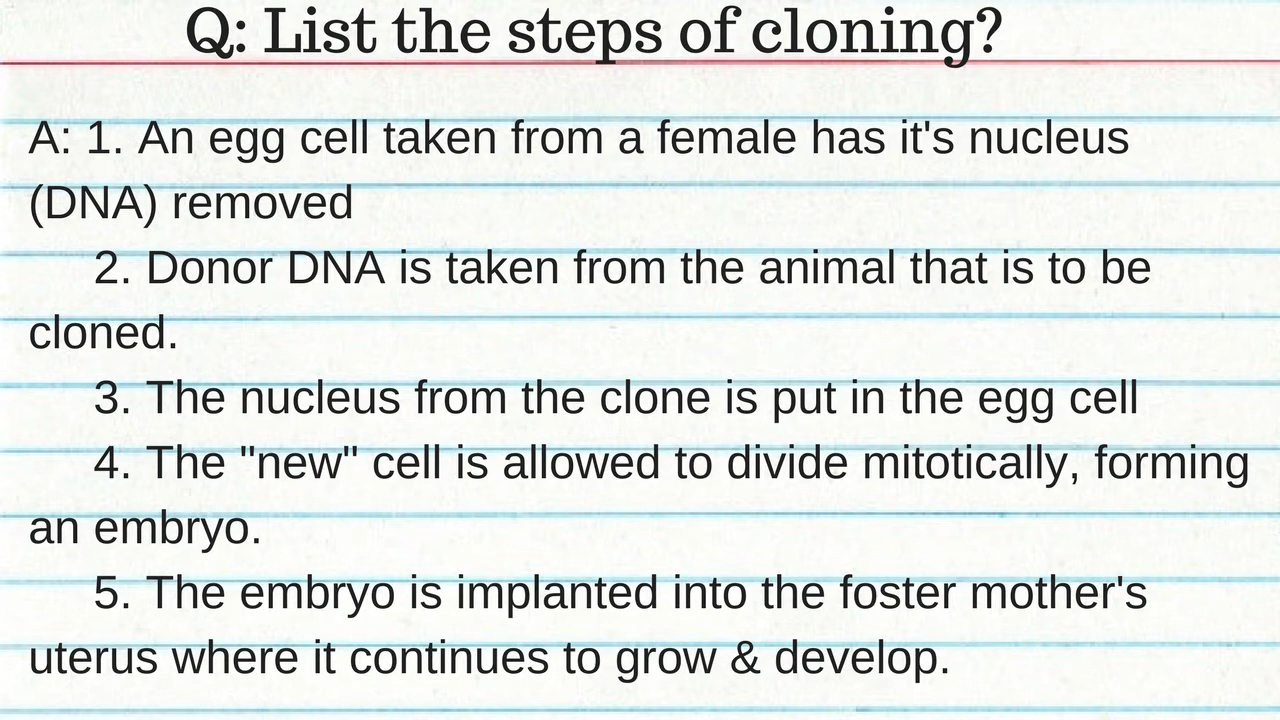 Q: List the steps of cloning?
A: 1. An egg cell taken from a female has it's nucleus
(DNA) removed
2. Donor DNA is taken from the animal that is to be
cloned.
3. The nucleus from the clone is put in the egg cell
4. The "new" cell is allowed to divide mitotically, forming
an embryo.
5. The embryo is implanted into the foster mother's
uterus where it continues to grow & develop.